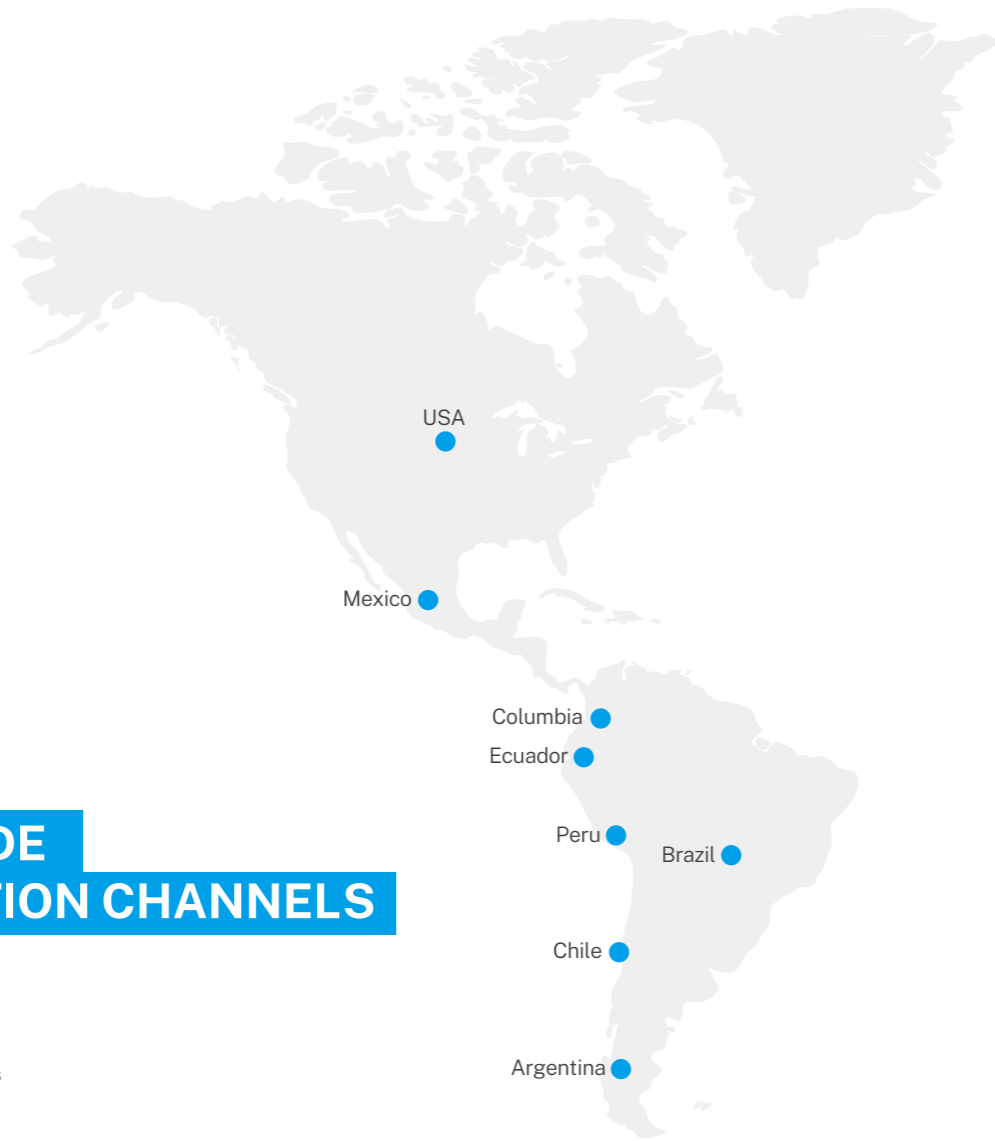 USA
Mexico
Columbia
Ecuador
Peru
Brazil
DE
TION CHANNELS
Chile
Argentina
s